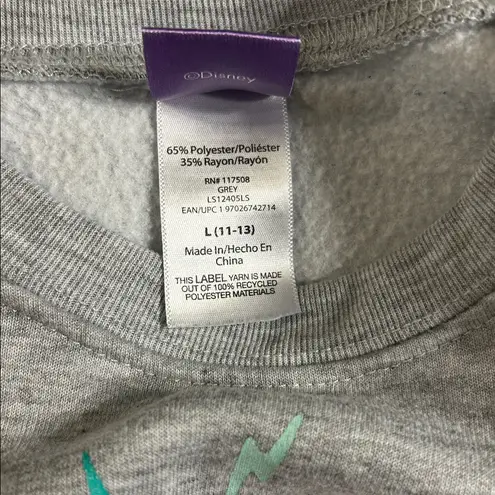 ©Disney
65% Polyester/Poliéster
35% Rayon/Rayón
RN# 117508
GREY
LS12405LS
EAN/UPC 1 97026742714
L (11-13)
Made In/Hecho En
China
THIS LABEL YARN IS MADE
OUT OF 100% RECYCLED
POLYESTER MATERIALS